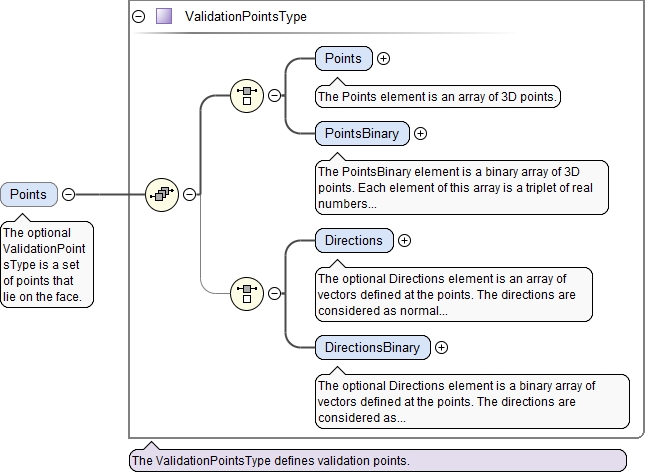 ValidationPointsType
Points
The Points element is an array of 3D points.
PointsBinary
The PointsBinary element is a binary array of 3D
points. Each element of this array is a triplet of real
numbers...
Points
The optional
ValidationPoint
sType is a set
of points that
lie on the face.
Directions
The optional Directions element is an array of
vectors defined at the points. The directions are
considered as normal...
DirectionsBinary
The optional Directions element is a binary array of
vectors defined at the points. The directions are
considered as...
The ValidationPointsType defines validation points.